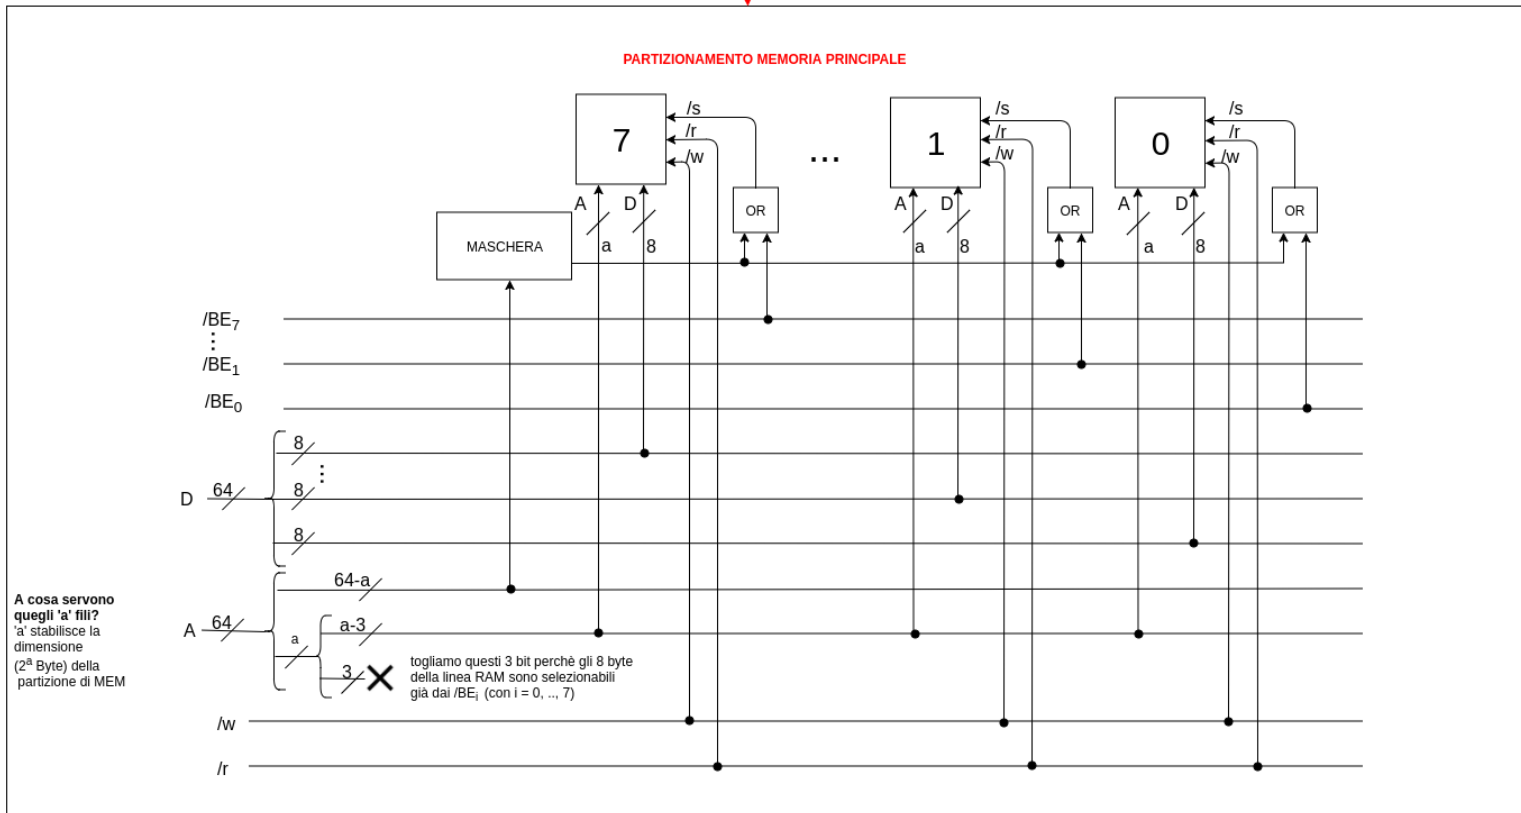 PARTIZIONAMENTO MEMORIA PRINCIPALE
7
/s
/r
/w
...
1
/s
/r
/w
0
/s
/r
/w
A
D
a
8
OR
A
D
a
8
OR
A
D
a
8
OR
MASCHERA
/BE7
/BE1
/BE0
D
64
8
8
8
A
64
64-a
a
a-3
3
A cosa servono
quegli 'a' fili?
'a' stabilisce la
dimensione
(2a Byte) della
partizione di MEM
togliamo questi 3 bit perchè gli 8 byte
della linea RAM sono selezionabili
già dai /BEi (con i = 0, .., 7)
/w
/r